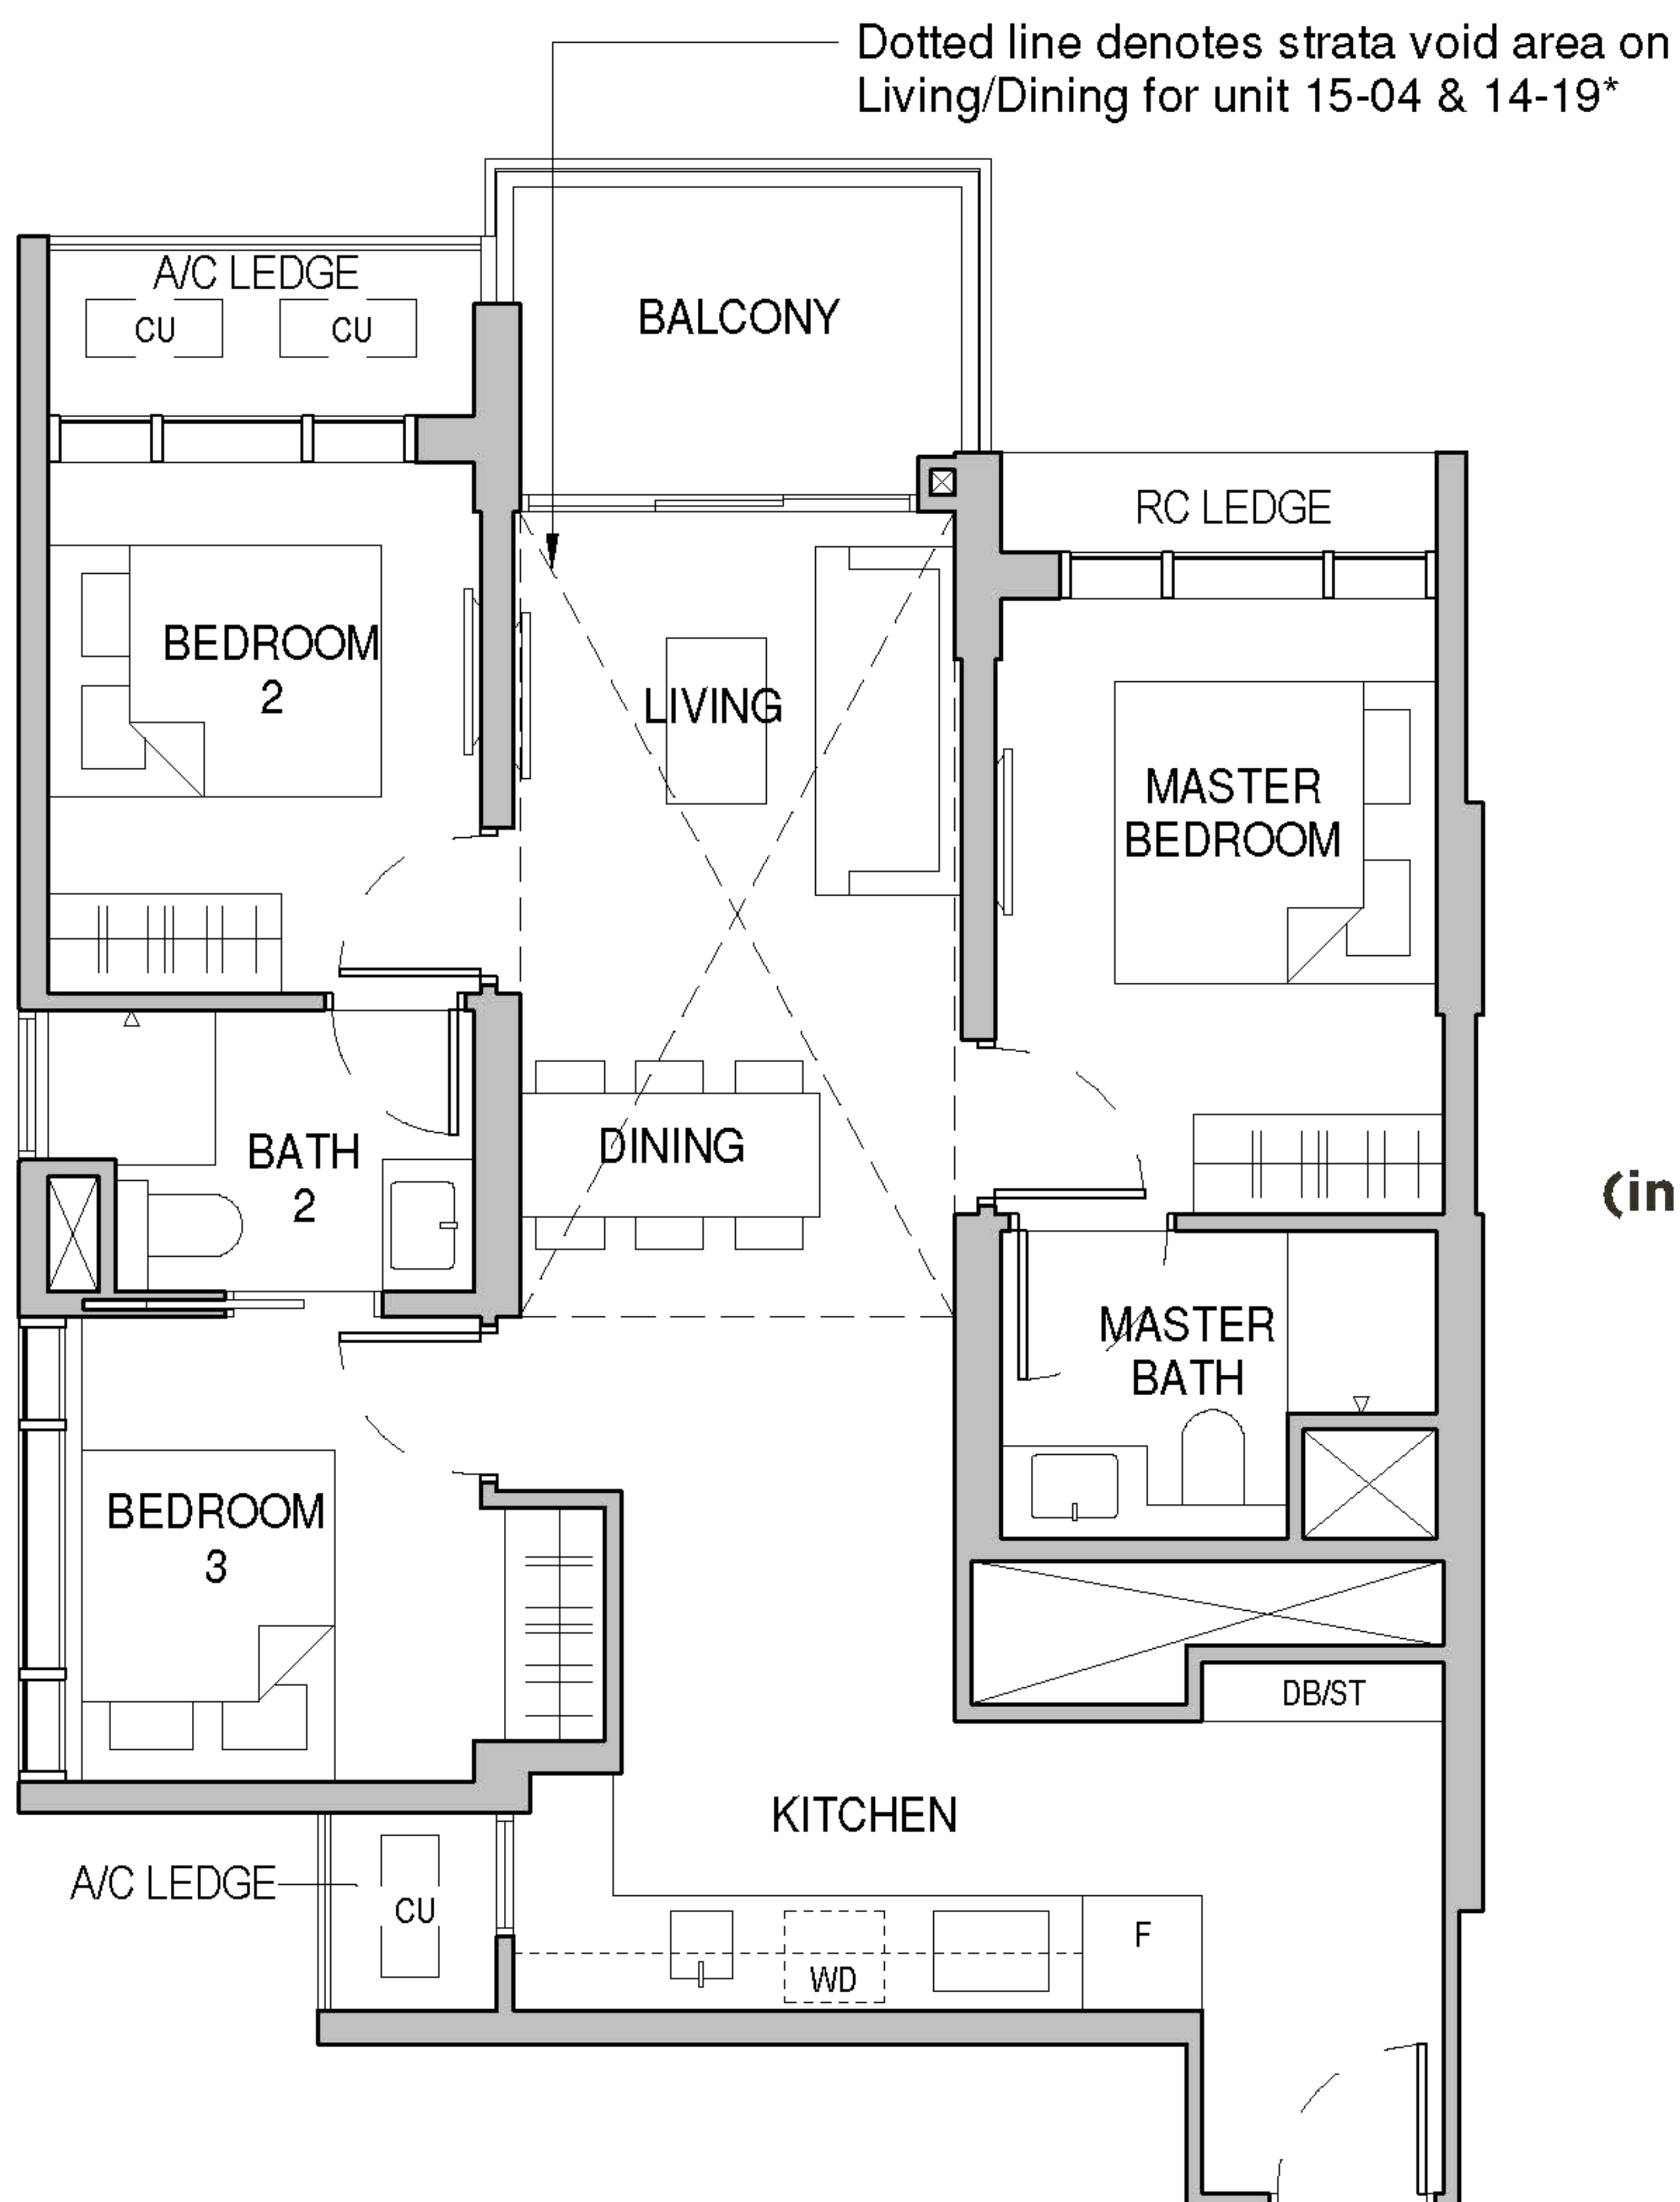 Dotted line denotes strata void area on
Living/Dining for unit 15-04 & 14-19*
A/C LEDGE
CU
CU
BALCONY
RC LEDGE
BEDROOM
2
LIVING
MASTER
BEDROOM
BATH
2
DINING
(in
MASTER
BATH
BEDROOM
3
DB/ST
KITCHEN
A/C LEDGE
CU
WD
F